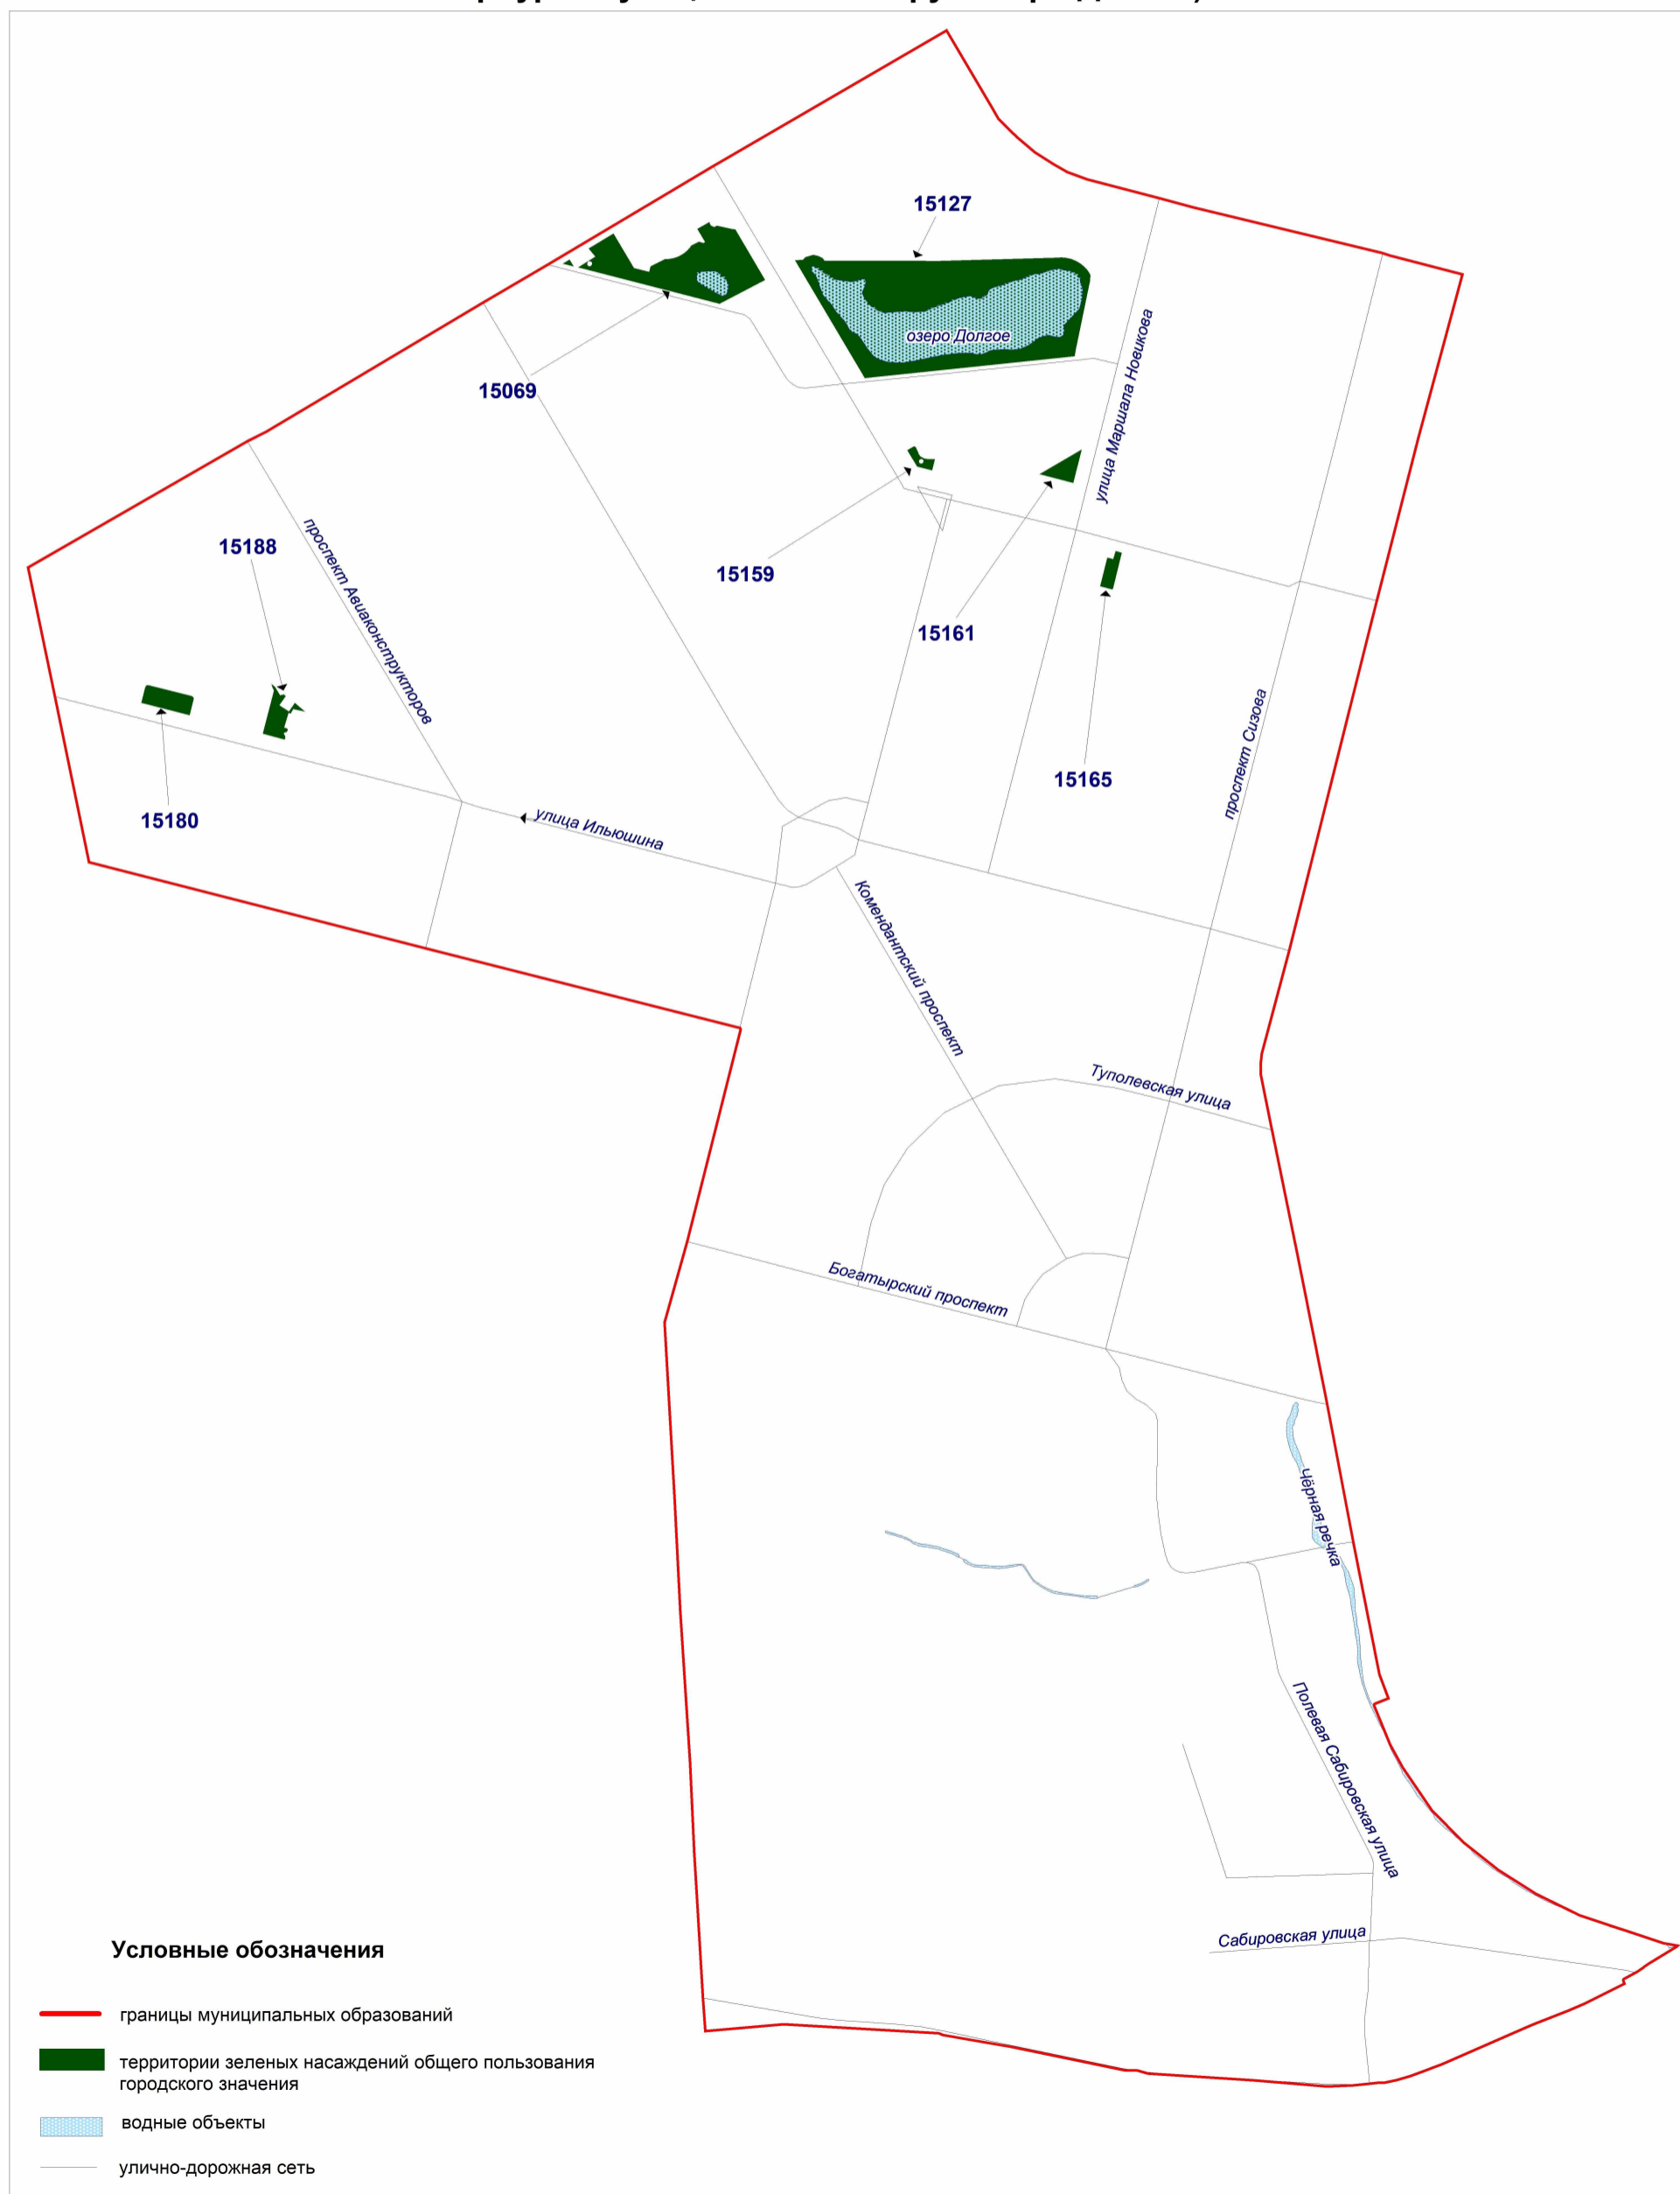 15127
озеро Долгое
15069
улица Маршала Новикова
15188
проспект Авиаконструкторов
15159
15161
15165
проспект Сизова
15180
улица Ильюшина
Комендантский проспект
Туполевская улица
Богатырский проспект
Чёрная речка
Полевая Сабировская улица
Сабировская улица
Условные обозначения
границы муниципальных образований
территории зеленых насаждений общего пользования
городского значения
водные объекты
улично-дорожная сеть